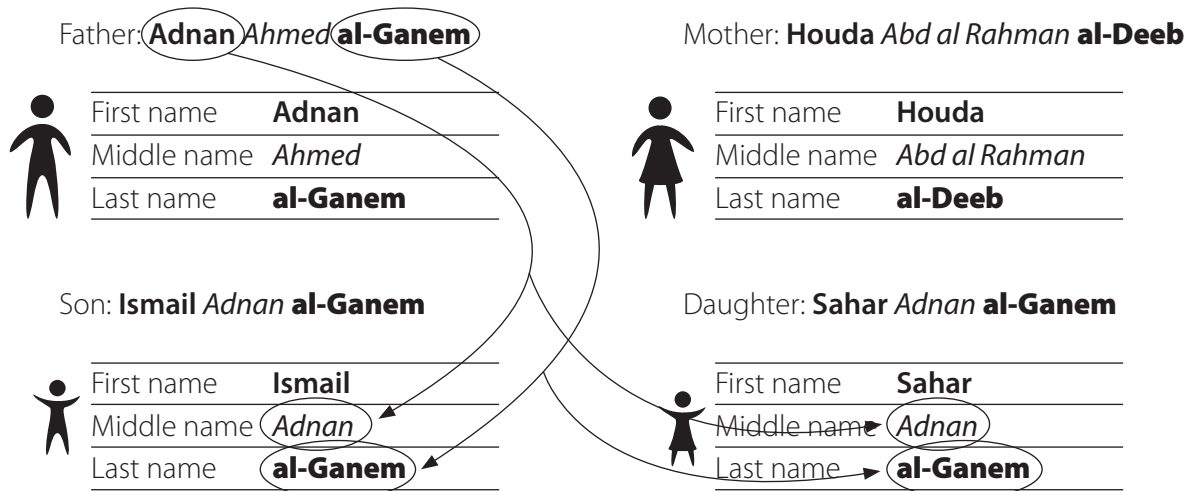 Father: Adnan Ahmed al-Ganem
First name Adnan
Middle name Ahmed
Last name al-Ganem
Mother: Houda Abd al Rahman al-Deeb
First name Houda
Middle name Abd al Rahman
Last name al-Deeb
Son: Ismail Adnan al-Ganem
First name Ismail
Middle name Adnan
Last name al-Ganem
Daughter: Sahar Adnan al-Ganem
First name Sahar
Middle name Adnan
Last name al-Ganem